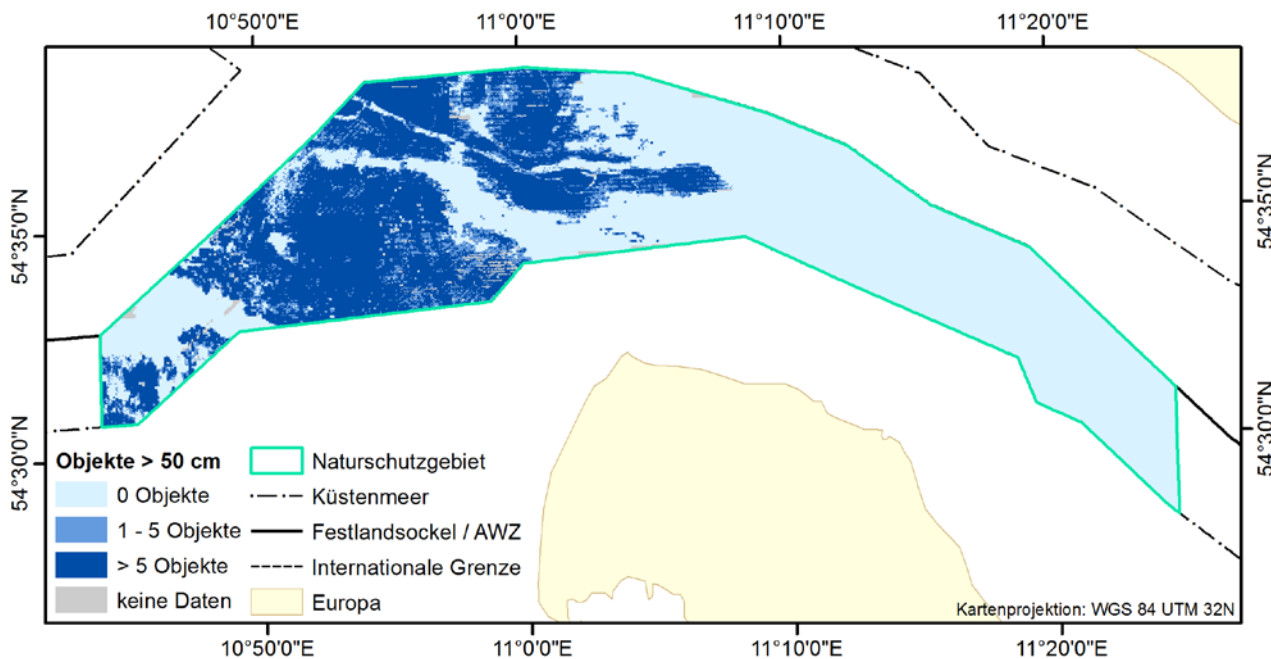 10°50'0"E 11°0'0"E 11°10'0"E 11°20'0"E
54°35'0"N
54°35'0"N
54°30'0"N
54°30'0"N
Objekte > 50 cm
0 Objekte
1 - 5 Objekte
> 5 Objekte
keine Daten
Naturschutzgebiet
Küstenmeer
Festlandsockel / AWZ
Internationale Grenze
Europa
Kartenprojektion: WGS 84 UTM 32N
10°50'0"E 11°0'0"E 11°10'0"E 11°20'0"E